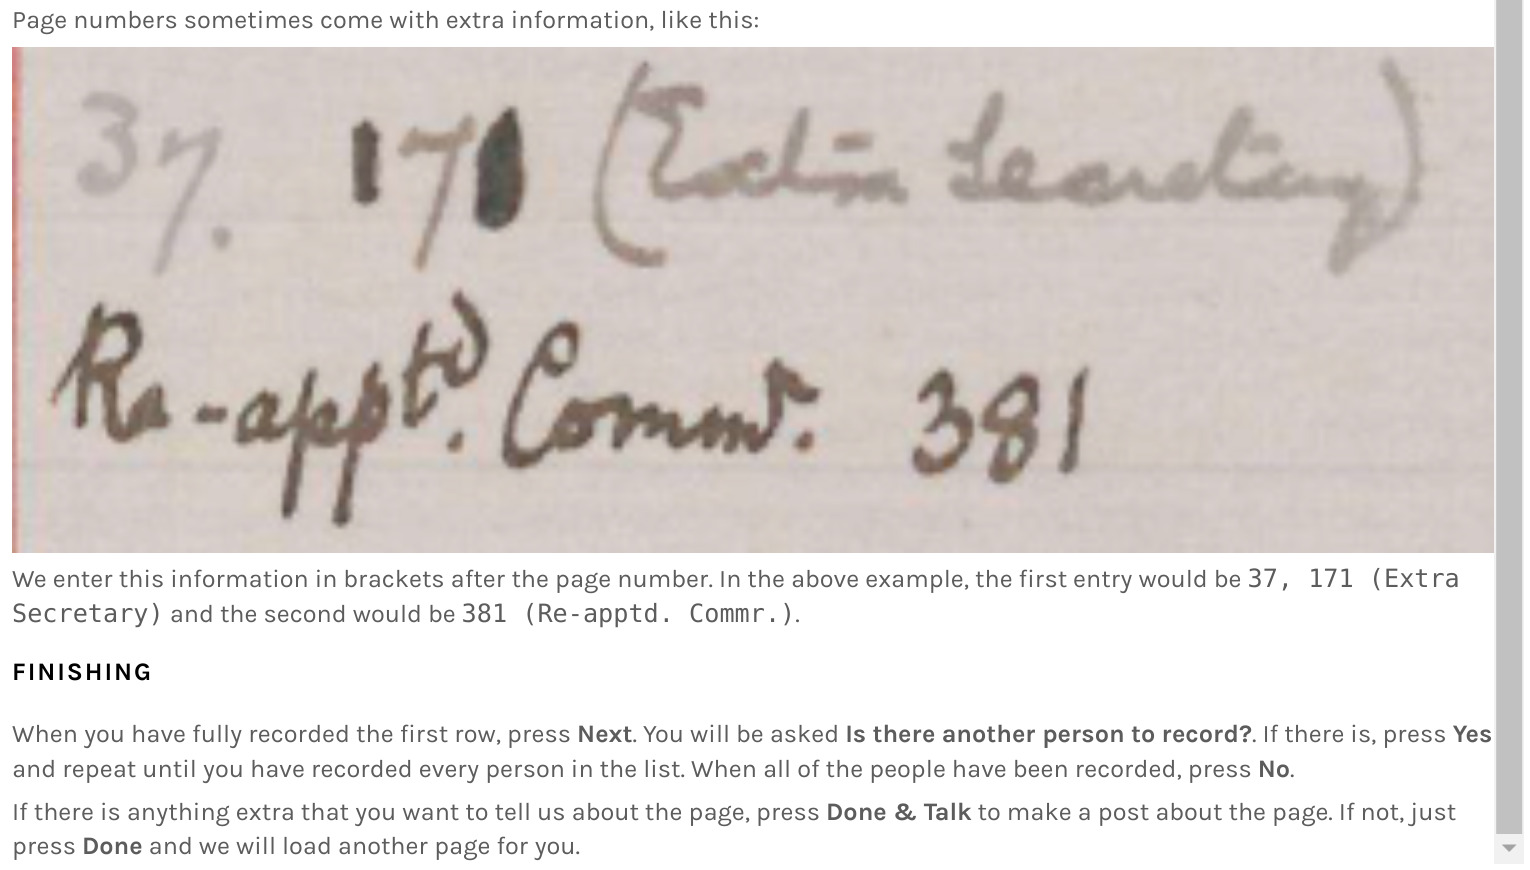 Page numbers sometimes come with extra information, like this:
37. 171 (Extra Secretary)
Re-apptd. Commr. 381
We enter this information in brackets after the page number. In the above example, the first entry would be 37, 171 (Extra
Secretary) and the second would be 381 (Re-apptd. Commr.).
FINISHING
When you have fully recorded the first row, press Next. You will be asked Is there another person to record?. If there is, press Yes
and repeat until you have recorded every person in the list. When all of the people have been recorded, press No.
If there is anything extra that you want to tell us about the page, press Done & Talk to make a post about the page. If not, just
press Done and we will load another page for you.